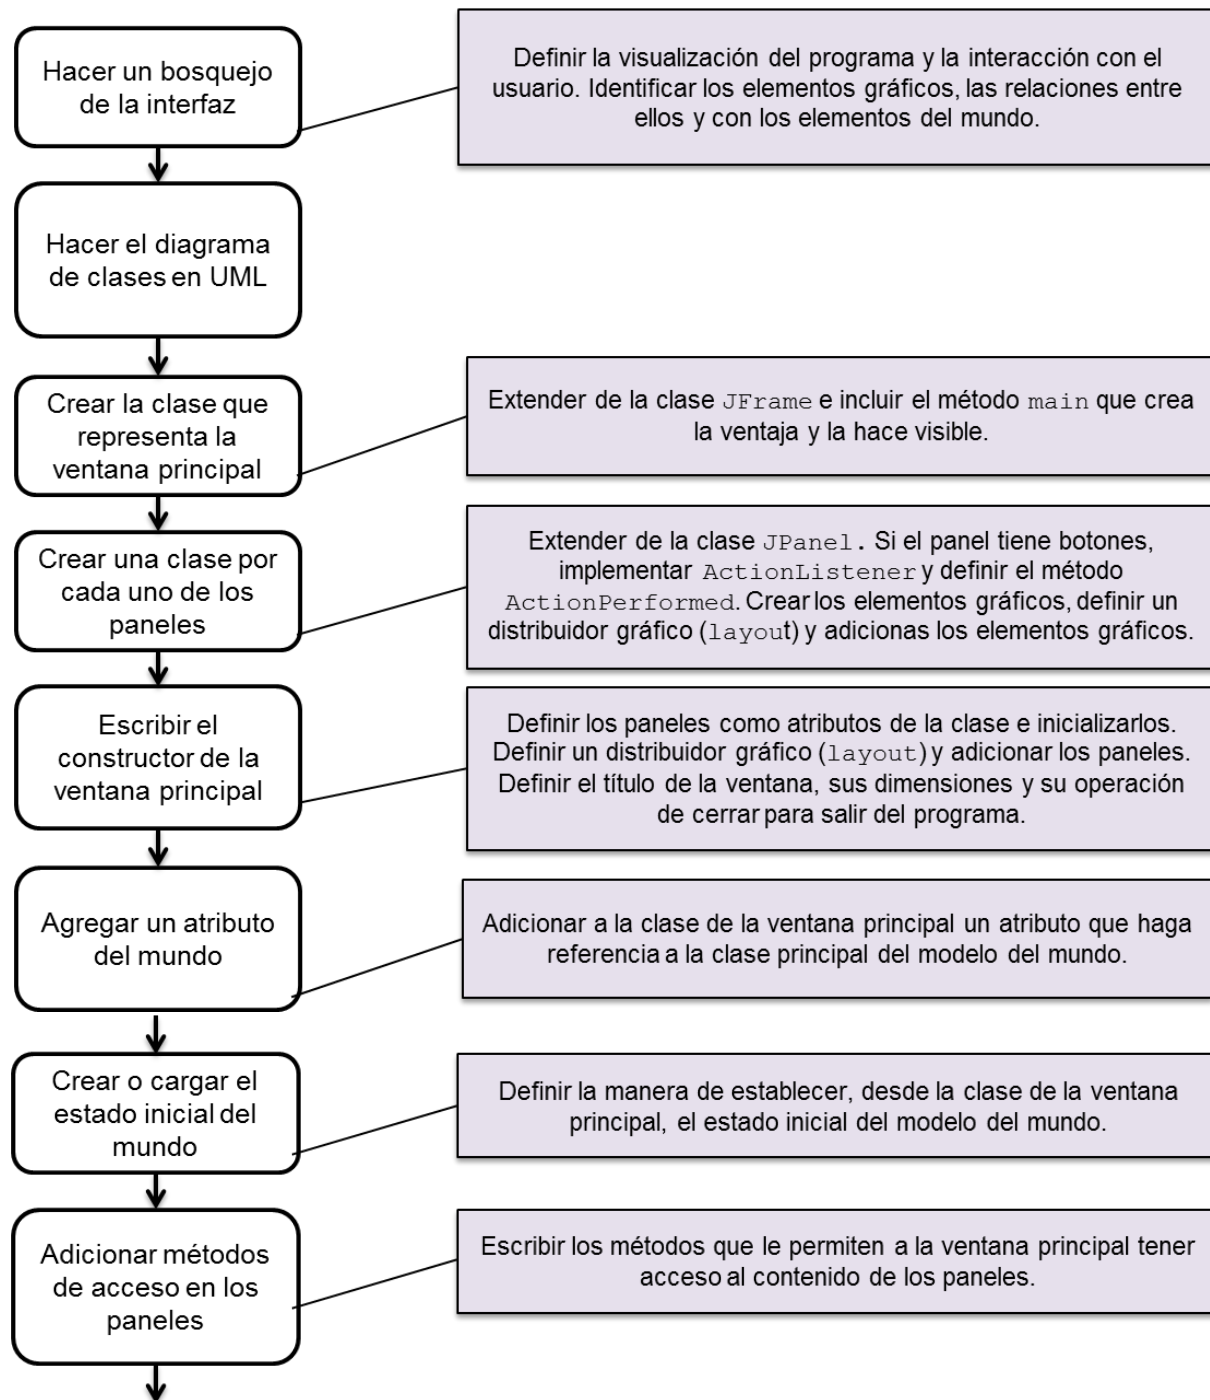 Hacer un bosquejo
de la interfaz
Definir la visualización del programa y la interacción con el
usuario. Identificar los elementos gráficos, las relaciones entre
ellos y con los elementos del mundo.
Hacer el diagrama
de clases en UML
Crear la clase que
representa la
ventana principal
Extender de la clase JFrame e incluir el método main que crea
la ventaja y la hace visible.
Crear una clase por
cada uno de los
paneles
Extender de la clase JPanel. Si el panel tiene botones,
implementar ActionListener y definir el método
ActionPerformed. Crear los elementos gráficos, definir un
distribuidor gráfico (layout) y adicionas los elementos gráficos.
Escribir el
constructor de la
ventana principal
Definir los paneles como atributos de la clase e inicializarlos.
Definir un distribuidor gráfico (layout) y adicionar los paneles.
Definir el título de la ventana, sus dimensiones y su operación
de cerrar para salir del programa.
Agregar un atributo
del mundo
Adicionar a la clase de la ventana principal un atributo que haga
referencia a la clase principal del modelo del mundo.
Crear o cargar el
estado inicial del
mundo
Definir la manera de establecer, desde la clase de la ventana
principal, el estado inicial del modelo del mundo.
Adicionar métodos
de acceso en los
paneles
Escribir los métodos que le permiten a la ventana principal tener
acceso al contenido de los paneles.